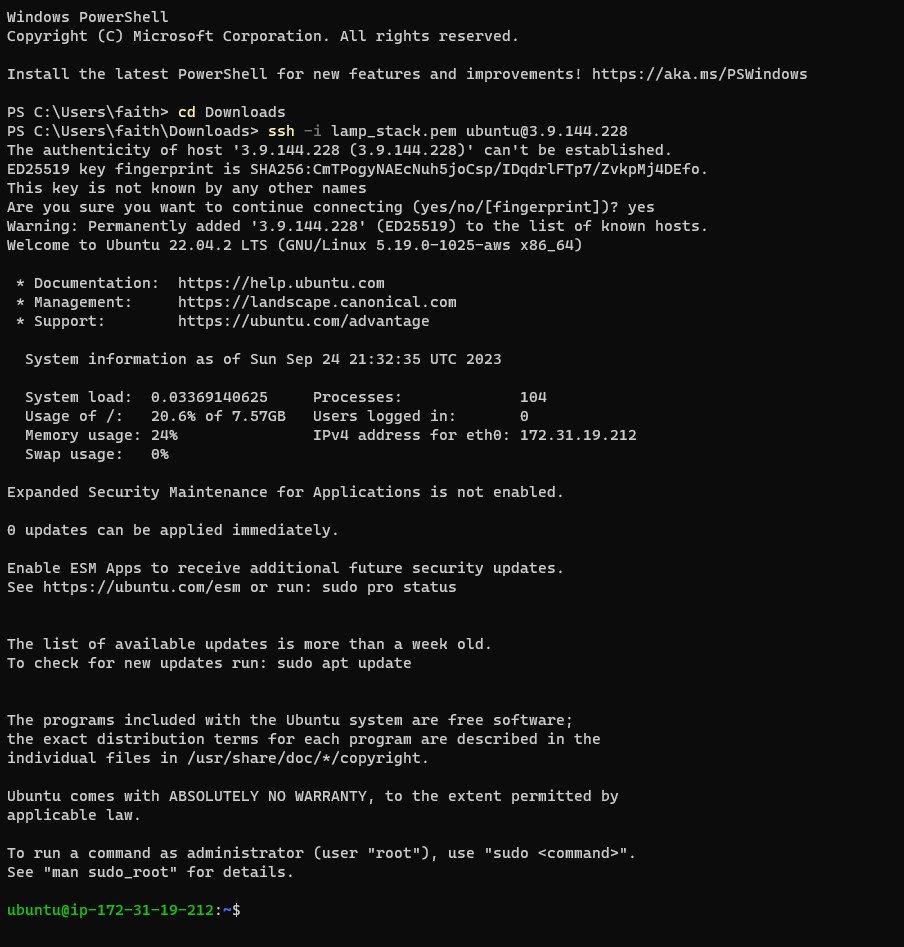 Windows PowerShell
Copyright (C) Microsoft Corporation. All rights reserved.
Install the latest PowerShell for new features and improvements! https://aka.ms/PSWindows
PS C:\Users\faith> cd Downloads
PS C:\Users\faith\Downloads> ssh -i lamp_stack.pem ubuntu@3.9.144.228
The authenticity of host '3.9.144.228 (3.9.144.228)' can't be established.
ED25519 key fingerprint is SHA256:CmTPogyNAEcNuh5joCsp/IDqdrlFTp7/ZvkpMj4DEfo.
This key is not known by any other names
Are you sure you want to continue connecting (yes/no/[fingerprint])? yes
Warning: Permanently added '3.9.144.228' (ED25519) to the list of known hosts.
Welcome to Ubuntu 22.04.2 LTS (GNU/Linux 5.19.0-1025-aws x86_64)
* Documentation:  https://help.ubuntu.com
* Management:     https://landscape.canonical.com
* Support:        https://ubuntu.com/advantage
System information as of Sun Sep 24 21:32:35 UTC 2023
System load:  0.03369140625     Processes:             104
Usage of /:   20.6% of 7.57GB   Users logged in:       0
Memory usage: 24%               IPv4 address for eth0: 172.31.19.212
Swap usage:   0%
Expanded Security Maintenance for Applications is not enabled.
0 updates can be applied immediately.
Enable ESM Apps to receive additional future security updates.
See https://ubuntu.com/esm or run: sudo pro status
The list of available updates is more than a week old.
To check for new updates run: sudo apt update
The programs included with the Ubuntu system are free software;
the exact distribution terms for each program are described in the
individual files in /usr/share/doc/*/copyright.
Ubuntu comes with ABSOLUTELY NO WARRANTY, to the extent permitted by
applicable law.
To run a command as administrator (user "root"), use "sudo <command>".
See "man sudo_root" for details.
ubuntu@ip-172-31-19-212:~$